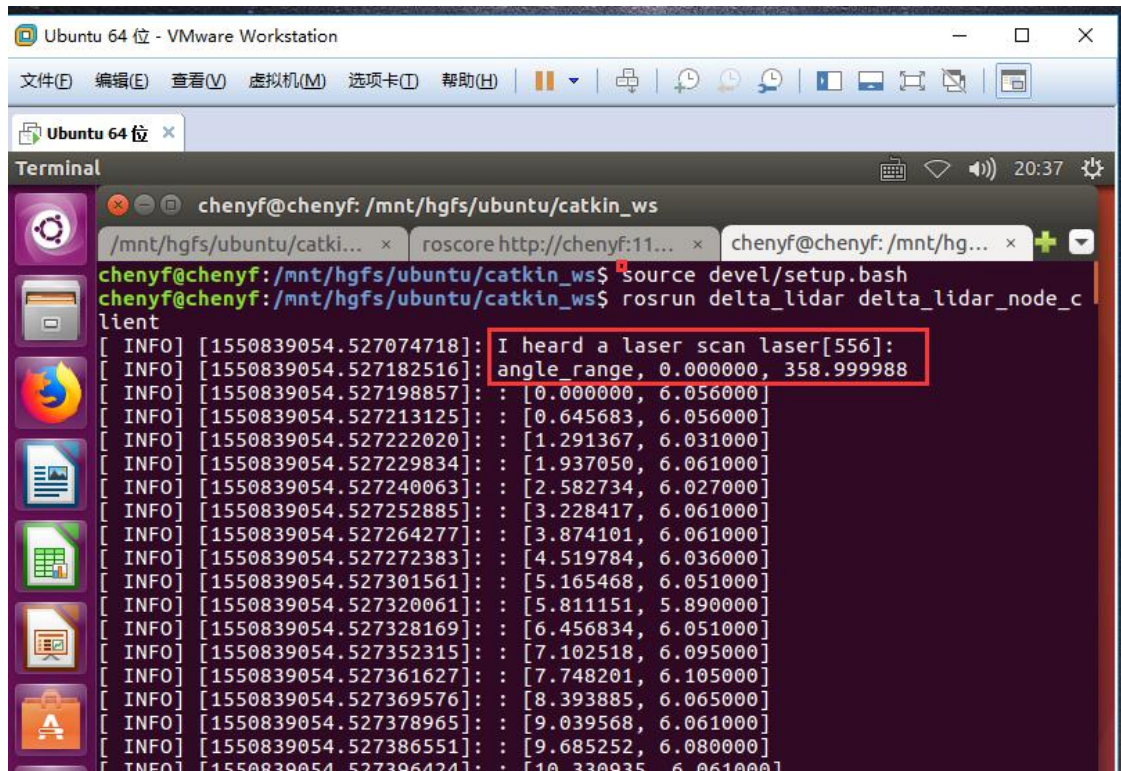 Ubuntu 64 位 - VMware Workstation
文件(F) 编辑(E) 查看(V) 虚拟机(M) 选项卡(T) 帮助(H)
Ubuntu 64 位
Terminal 20:37
chenyf@chenyf: /mnt/hgfs/ubuntu/catkin_ws
/mnt/hgfs/ubuntu/catki... × roscore http://chenyf:11... × chenyf@chenyf: /mnt/hg... ×
chenyf@chenyf:/mnt/hgfs/ubuntu/catkin_ws$ source devel/setup.bash
chenyf@chenyf:/mnt/hgfs/ubuntu/catkin_ws$ rosrun delta_lidar delta_lidar_node_c
lient
[ INFO] [1550839054.527074718]: I heard a laser scan laser[556]:
[ INFO] [1550839054.527182516]: angle_range, 0.000000, 358.999988
[ INFO] [1550839054.527198857]: : [0.000000, 6.056000]
[ INFO] [1550839054.527213125]: : [0.645683, 6.056000]
[ INFO] [1550839054.527222020]: : [1.291367, 6.031000]
[ INFO] [1550839054.527229834]: : [1.937050, 6.061000]
[ INFO] [1550839054.527240063]: : [2.582734, 6.027000]
[ INFO] [1550839054.527252885]: : [3.228417, 6.061000]
[ INFO] [1550839054.527264277]: : [3.874101, 6.061000]
[ INFO] [1550839054.527272383]: : [4.519784, 6.036000]
[ INFO] [1550839054.527301561]: : [5.165468, 6.051000]
[ INFO] [1550839054.527320061]: : [5.811151, 5.890000]
[ INFO] [1550839054.527328169]: : [6.456834, 6.051000]
[ INFO] [1550839054.527352315]: : [7.102518, 6.095000]
[ INFO] [1550839054.527361627]: : [7.748201, 6.105000]
[ INFO] [1550839054.527369576]: : [8.393885, 6.065000]
[ INFO] [1550839054.527378965]: : [9.039568, 6.061000]
[ INFO] [1550839054.527386551]: : [9.685252, 6.080000]
[ INFO] [1550839054.527396424]: : [10.330935, 6.061000]